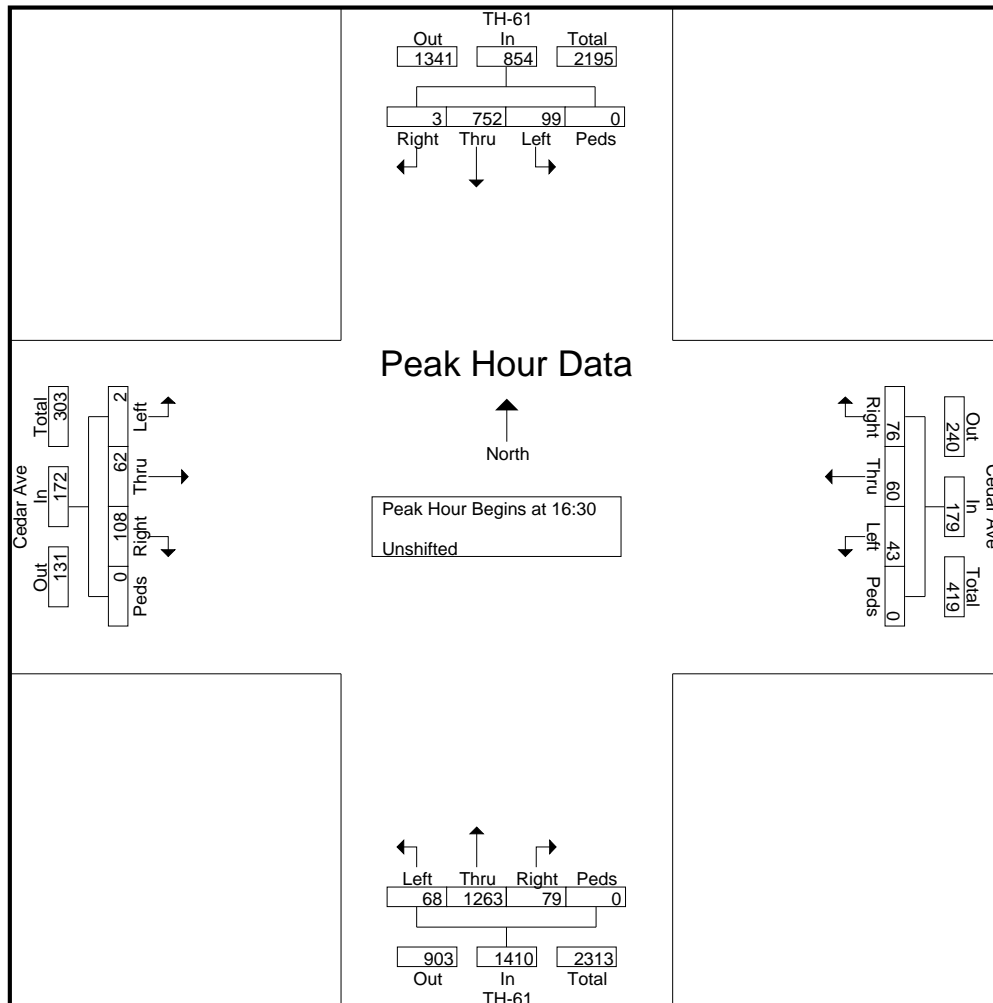 TH-61
Out In Total
1341 854 2195
3 752 99 0
Right Thru Left Peds
Peak Hour Data
North
Peak Hour Begins at 16:30
Unshifted
Cedar Ave
Total In Out
303 172 131
2 62 108 0
Left Thru Right Peds
Right Thru Left Peds
76 60 43 0
Out In Total
240 179 419
Cedar Ave
Left Thru Right Peds
68 1263 79 0
903 1410 2313
Out In Total
TH-61